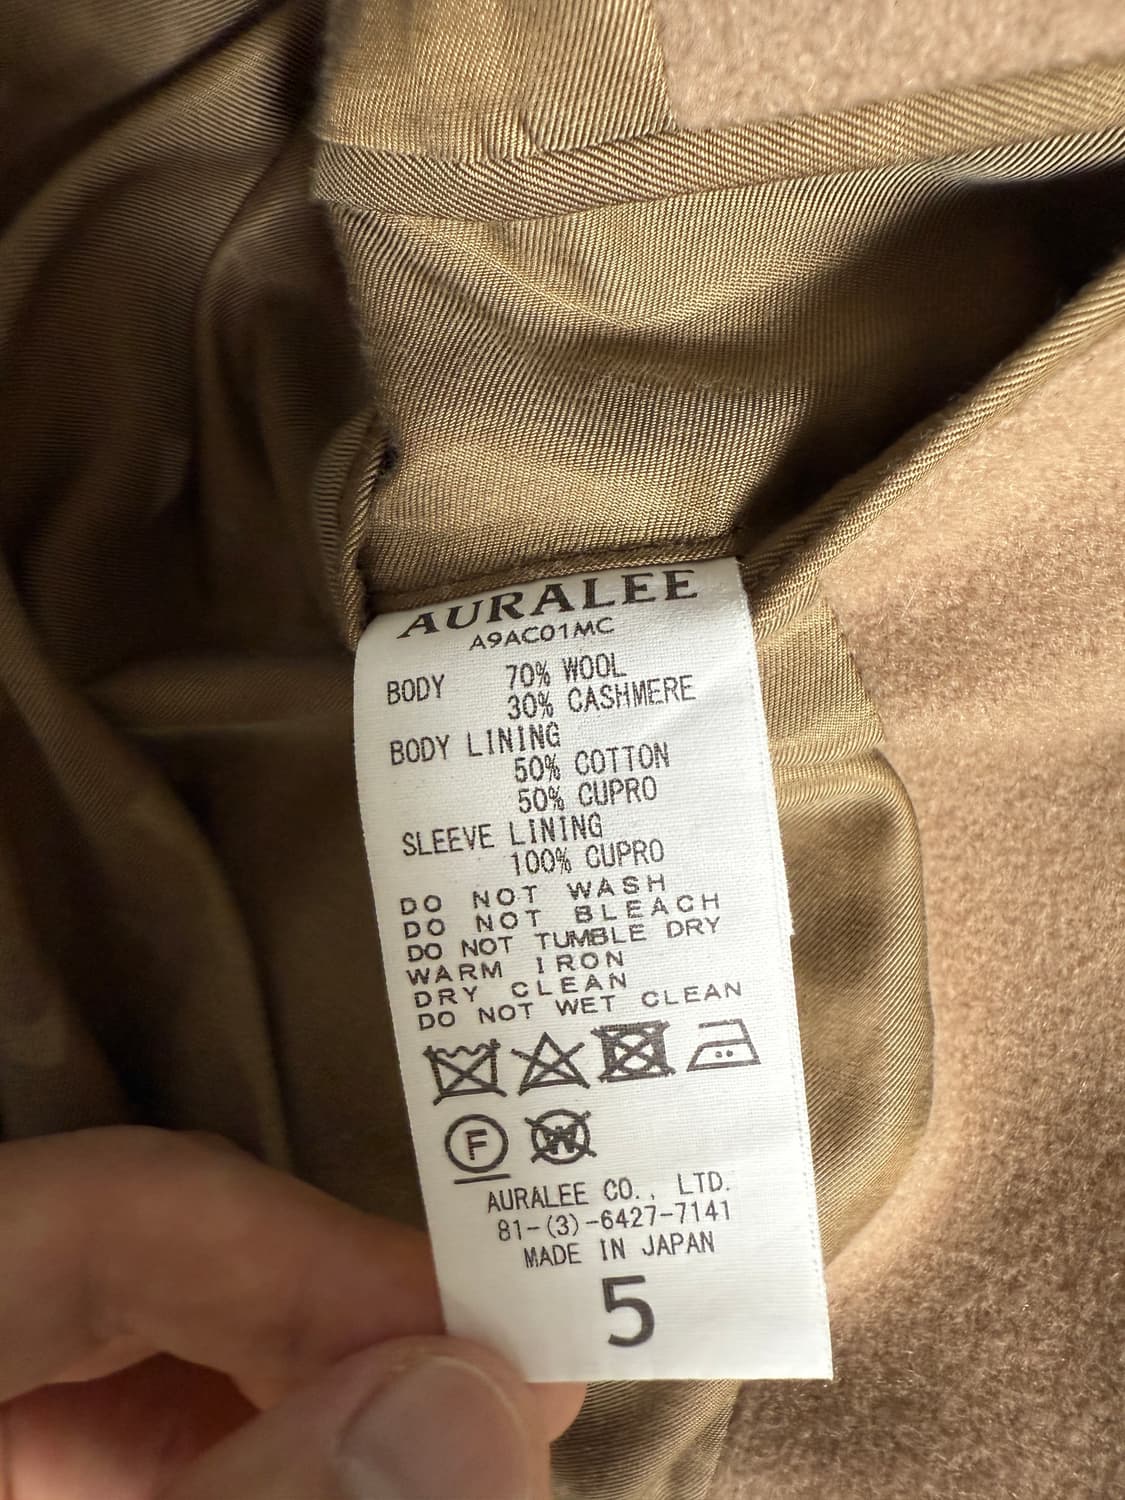 AURALEE
A9AC01MC
BODY 70% WOOL
30% CASHMERE
BODY LINING
50% COTTON
50% CUPRO
SLEEVE LINING
100% CUPRO
DO NOT WASH
DO NOT BLEACH
DO NOT TUMBLE DRY
WARM IRON
DRY CLEAN
DO NOT WET CLEAN
F W
AURALEE CO., LTD.
81-(3)-6427-7141
MADE IN JAPAN
5